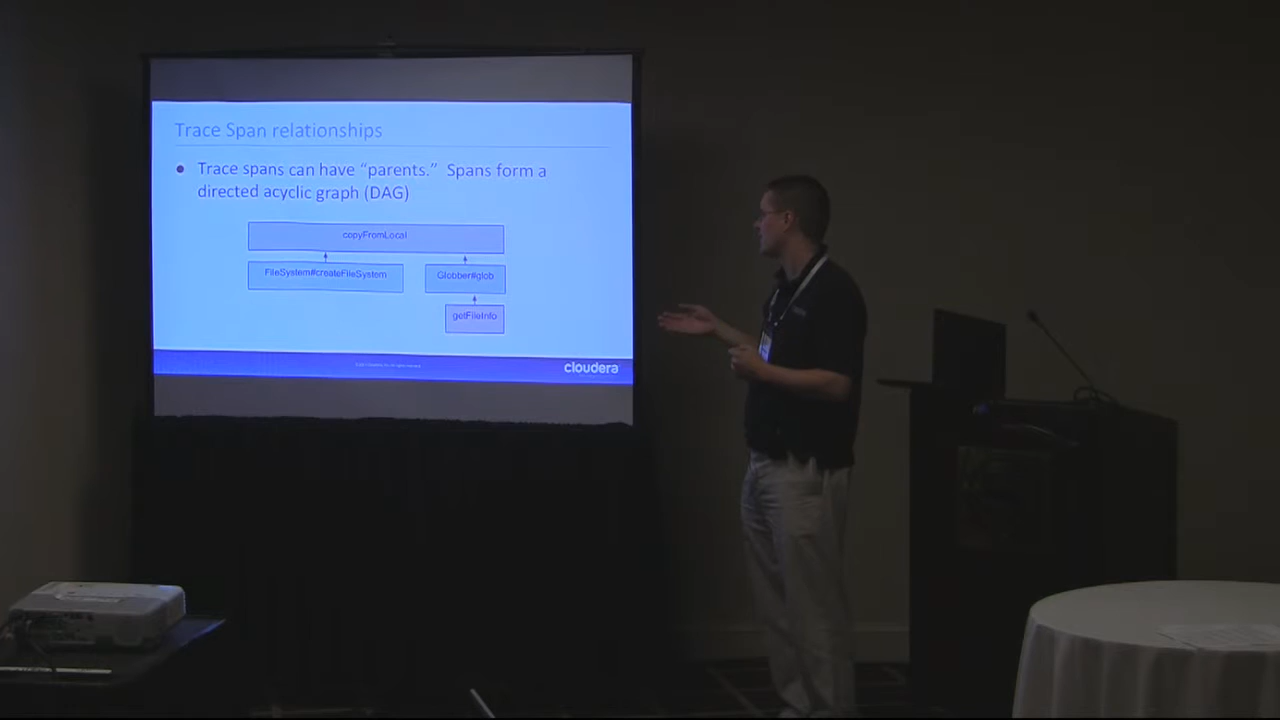 Trace Span relationships
Trace spans can have “parents.” Spans form a
directed acyclic graph (DAG)
copyFromLocal
FileSystem#createFileSystem
Globber#glob
getFileInfo
cloudera